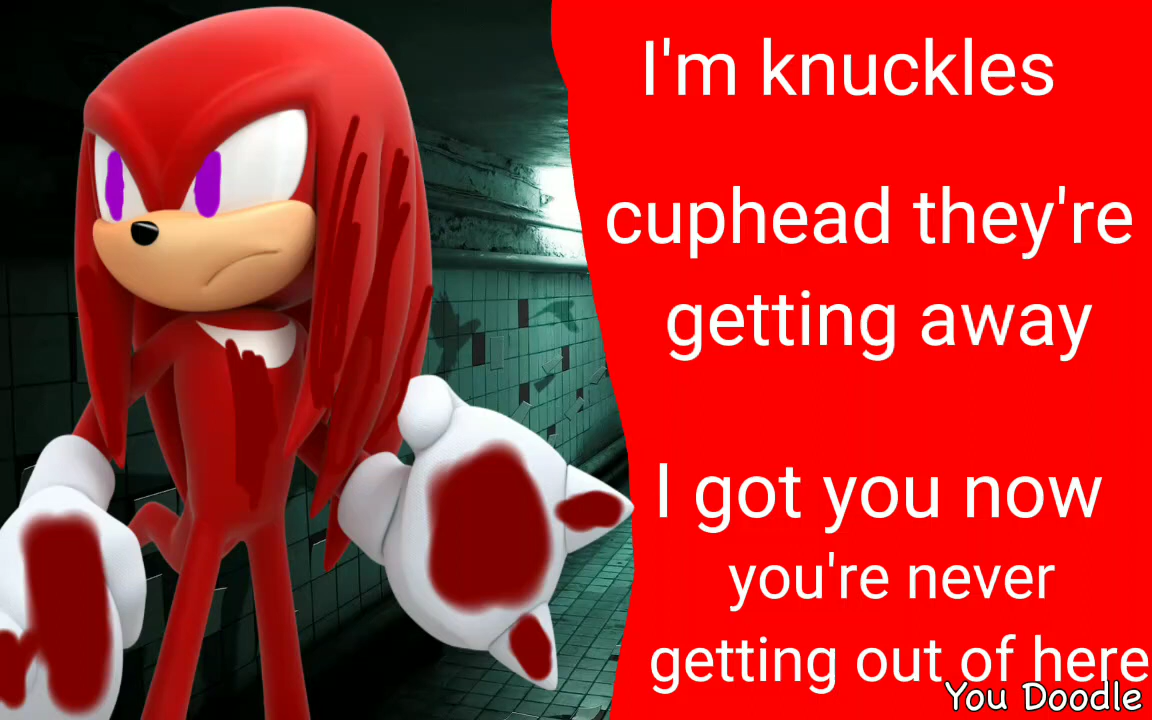 I'm knuckles
cuphead they're
getting away
I got you now
you're never
getting out of here
You Doodle